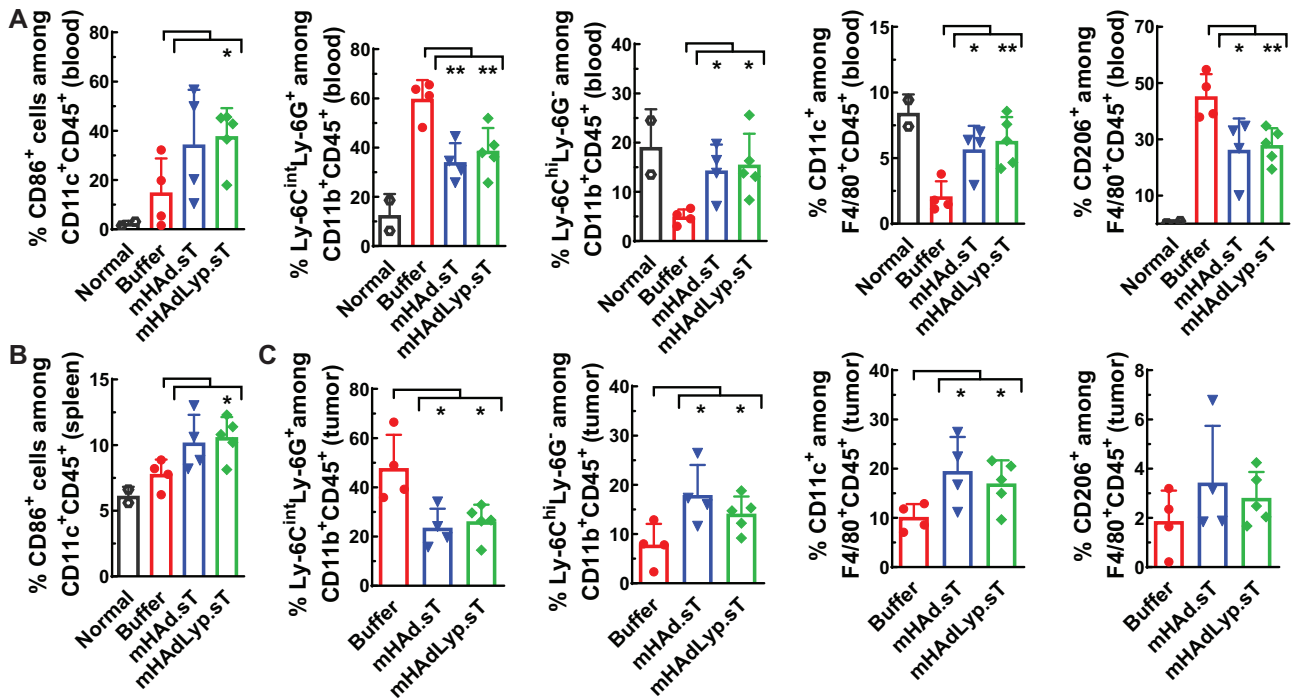 A
% CD86⁺ cells among
CD11c⁺CD45⁺ (blood)
80
60
40
20
0
*
Normal
Buffer
mHAd.sT
mHAdLyp.sT
% Ly-6Cⁱⁿᵗ Ly-6G⁺ among
CD11b⁺CD45⁺ (blood)
80
60
40
20
0
** **
Normal
Buffer
mHAd.sT
mHAdLyp.sT
% Ly-6Cʰⁱ Ly-6G⁻ among
CD11b⁺CD45⁺ (blood)
40
30
20
10
0
* *
Normal
Buffer
mHAd.sT
mHAdLyp.sT
% CD11c⁺ among
F4/80⁺CD45⁺ (blood)
15
10
5
0
* **
Normal
Buffer
mHAd.sT
mHAdLyp.sT
% CD206⁺ among
F4/80⁺CD45⁺ (blood)
70
50
30
10
* **
Normal
Buffer
mHAd.sT
mHAdLyp.sT
B
% CD86⁺ cells among
CD11c⁺CD45⁺ (spleen)
15
10
5
0
*
Normal
Buffer
mHAd.sT
mHAdLyp.sT
C
% Ly-6Cⁱⁿᵗ Ly-6G⁺ among
CD11b⁺CD45⁺ (tumor)
80
60
40
20
0
* *
Buffer
mHAd.sT
mHAdLyp.sT
% Ly-6Cʰⁱ Ly-6G⁻ among
CD11b⁺CD45⁺ (tumor)
40
30
20
10
0
* *
Buffer
mHAd.sT
mHAdLyp.sT
% CD11c⁺ among
F4/80⁺CD45⁺ (tumor)
40
30
20
10
0
* *
Buffer
mHAd.sT
mHAdLyp.sT
% CD206⁺ among
F4/80⁺CD45⁺ (tumor)
8
6
4
2
0
Buffer
mHAd.sT
mHAdLyp.sT